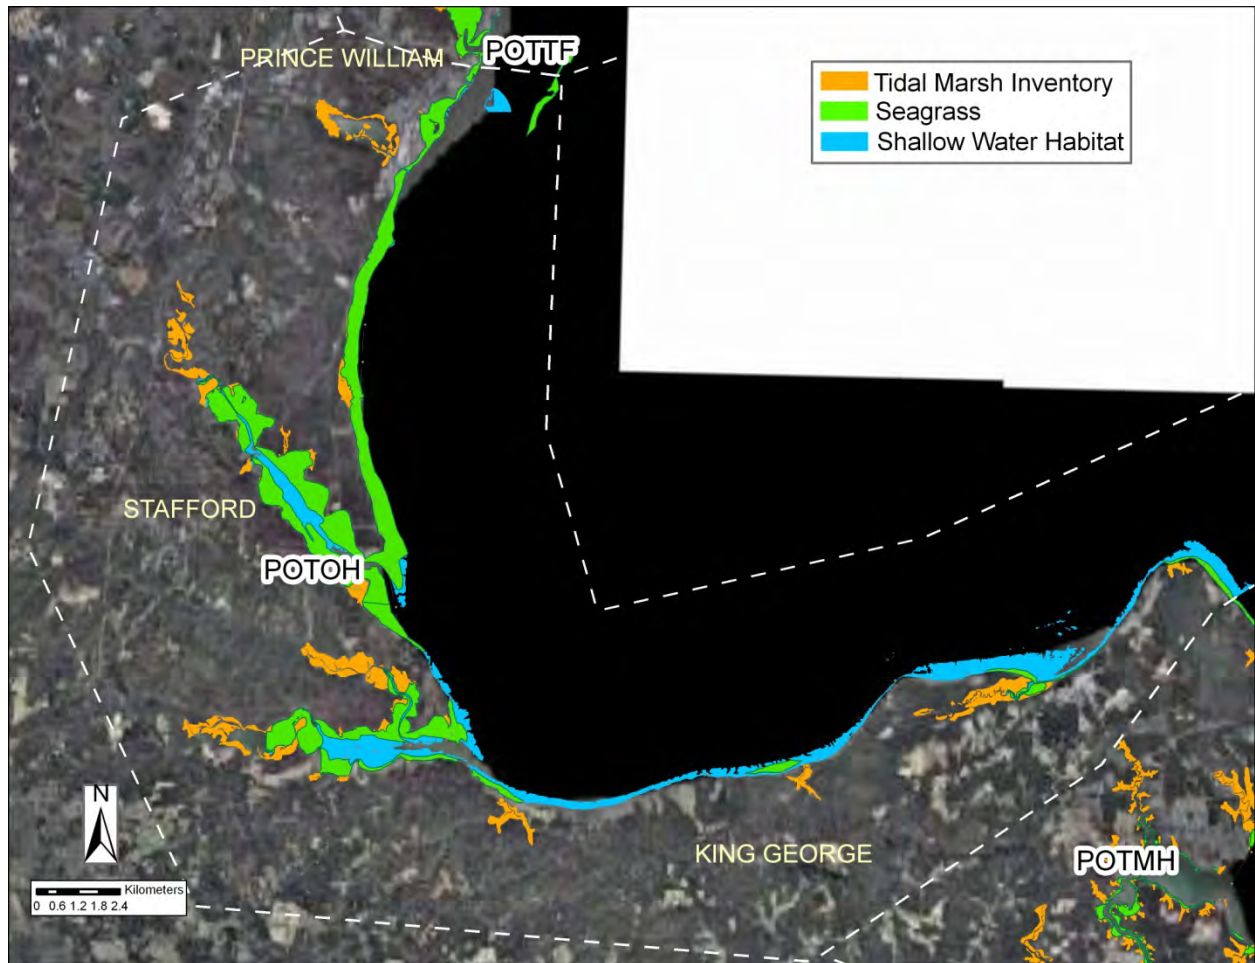 PRINCE WILLIAM
POTTF
Tidal Marsh Inventory
Seagrass
Shallow Water Habitat
STAFFORD
POTOH
N
KING GEORGE
POTMH
Kilometers
0 0.6 1.2 1.8 2.4